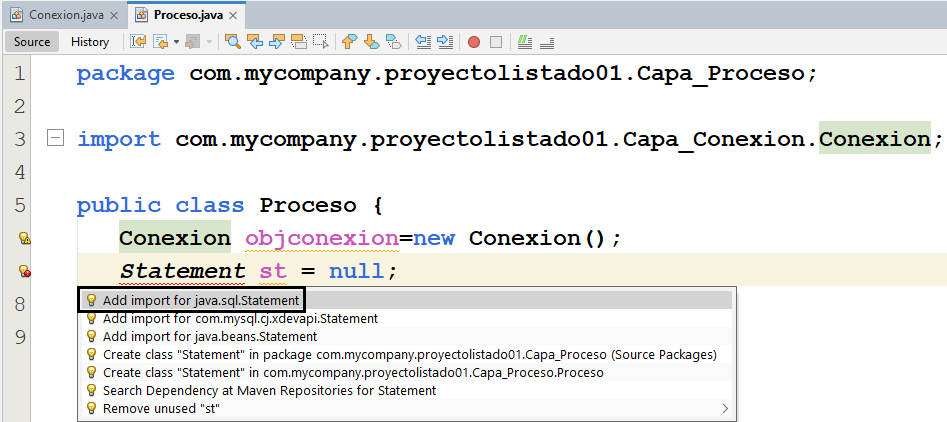 Conexion.java × Proceso.java ×
Source History
1 package com.mycompany.proyectolistado01.Capa_Proceso;
2
3 import com.mycompany.proyectolistado01.Capa_Conexion.Conexion;
4
5 public class Proceso {
Conexion objconexion=new Conexion();
Statement st = null;
8
9
Add import for java.sql.Statement
Add import for com.mysql.cj.xdevapi.Statement
Add import for java.beans.Statement
Create class "Statement" in package com.mycompany.proyectolistado01.Capa_Proceso (Source Packages)
Create class "Statement" in com.mycompany.proyectolistado01.Capa_Proceso.Proceso
Search Dependency at Maven Repositories for Statement
Remove unused "st"